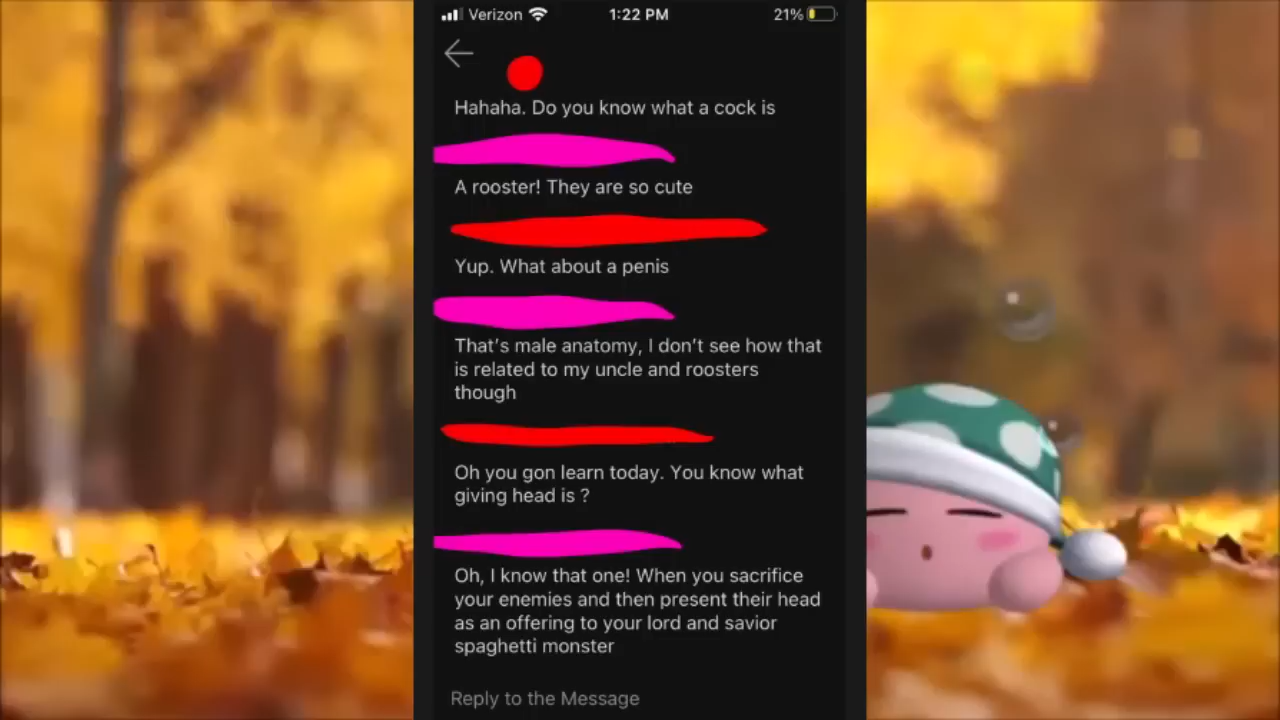 Verizon 1:22 PM 21%
Hahaha. Do you know what a cock is
A rooster! They are so cute
Yup. What about a penis
That's male anatomy, I don't see how that
is related to my uncle and roosters
though
Oh you gon learn today. You know what
giving head is ?
Oh, I know that one! When you sacrifice
your enemies and then present their head
as an offering to your lord and savior
spaghetti monster
Reply to the Message